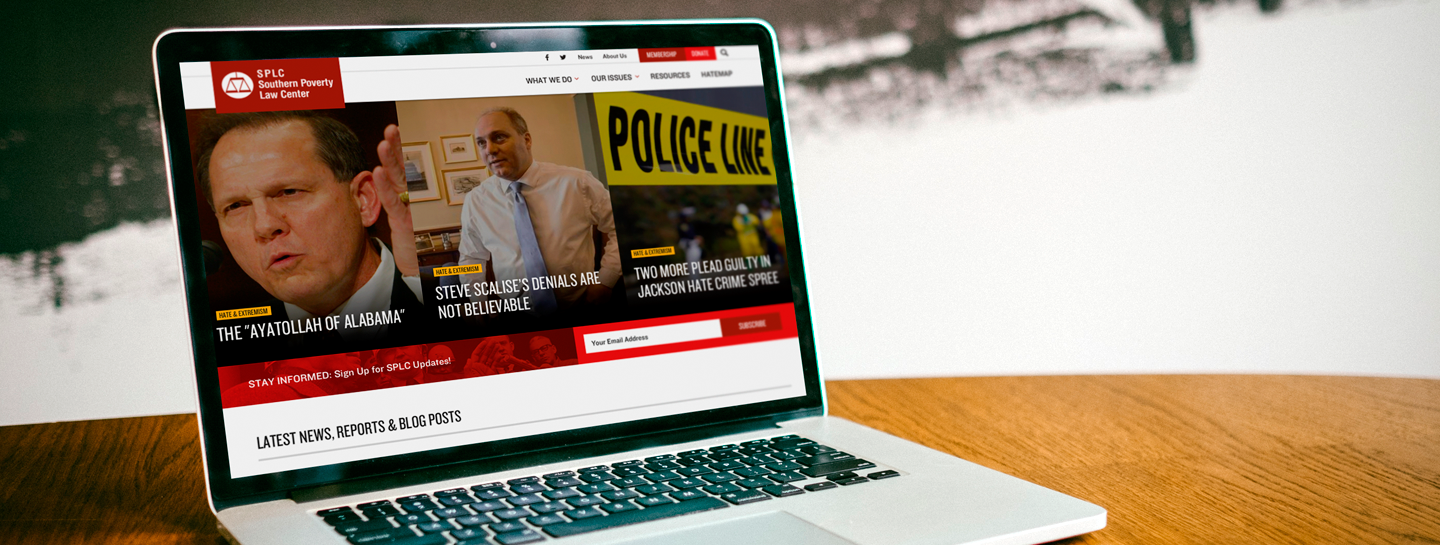 News About Us MEMBERSHIP DONATE
SPLC
Southern Poverty
Law Center
WHAT WE DO OUR ISSUES RESOURCES HATEMAP
POLICE LINE
HATE & EXTREMISM
THE "AYATOLLAH OF ALABAMA"
HATE & EXTREMISM
STEVE SCALISE'S DENIALS ARE
NOT BELIEVABLE
HATE & EXTREMISM
TWO MORE PLEAD GUILTY IN
JACKSON HATE CRIME SPREE
STAY INFORMED: Sign Up for SPLC Updates!
Your Email Address
SUBSCRIBE
LATEST NEWS, REPORTS & BLOG POSTS